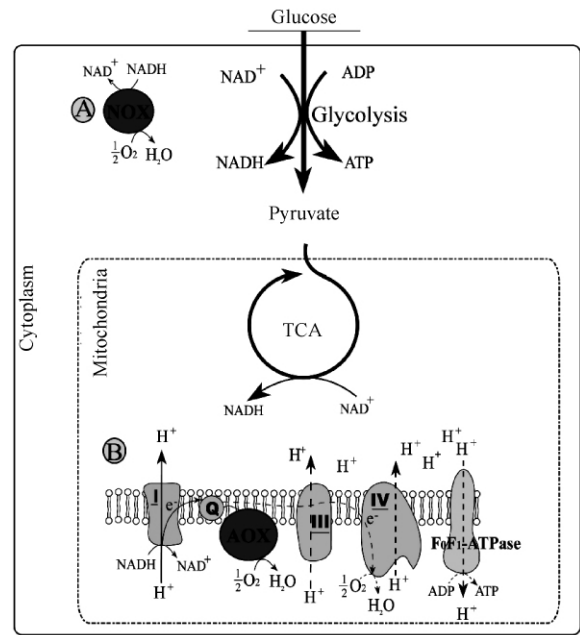 Glucose
NAD+ NADH
A
NOX
½O₂ H₂O
NAD+ ADP
Glycolysis
NADH ATP
Pyruvate
Cytoplasm
Mitochondria
TCA
NADH NAD+
B
H+ H+ H+ H+ H+ H+ H+
I e- Q AOX III IV e- F₀F₁-ATPase
NADH NAD+ ½O₂ H₂O ½O₂ H₂O ADP ATP
H+ H+ H+ H+